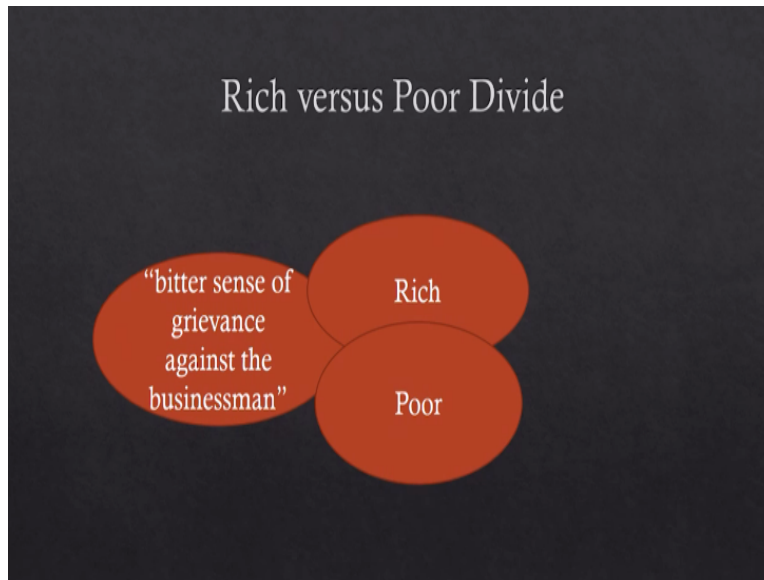 Rich versus Poor Divide
“bitter sense of
grievance
against the
businessman”
Rich
Poor